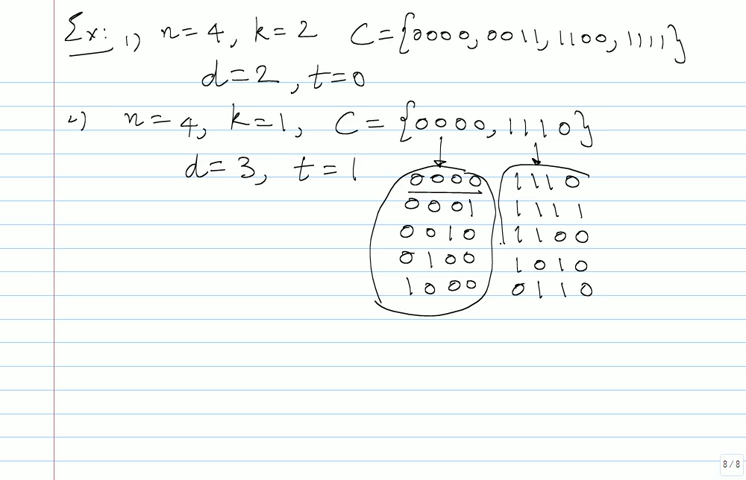 Ex: 1) n=4, k=2 C={0000, 0011, 1100, 1111}
d=2, t=0
2) n=4, k=1, C={0000, 1110}
d=3, t=1
0000 1110
0001 1111
0010 1100
0100 1010
1000 0110
8/8